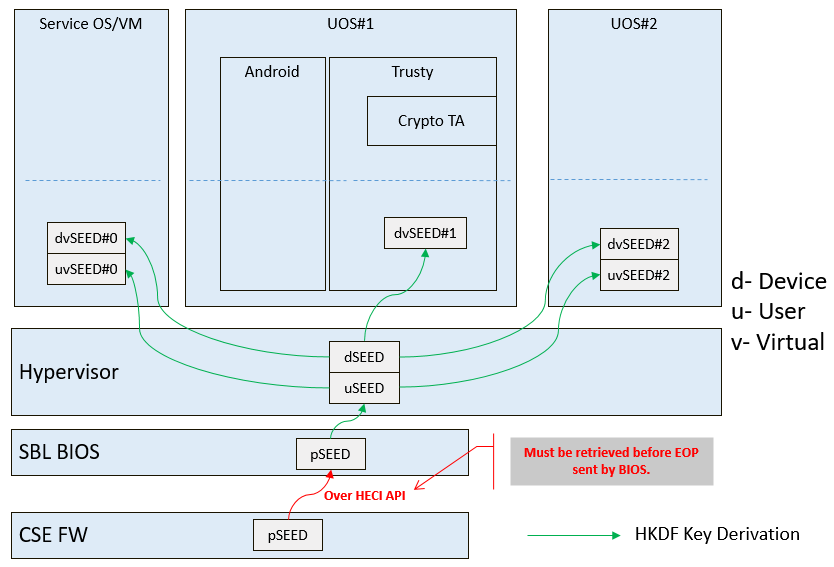 Service OS/VM
UOS#1
UOS#2
Android
Trusty
Crypto TA
dvSEED#0
uvSEED#0
dvSEED#1
dvSEED#2
uvSEED#2
d- Device
u- User
v- Virtual
Hypervisor
dSEED
uSEED
SBL BIOS
pSEED
Must be retrieved before EOP
sent by BIOS.
Over HECI API
CSE FW
pSEED
HKDF Key Derivation